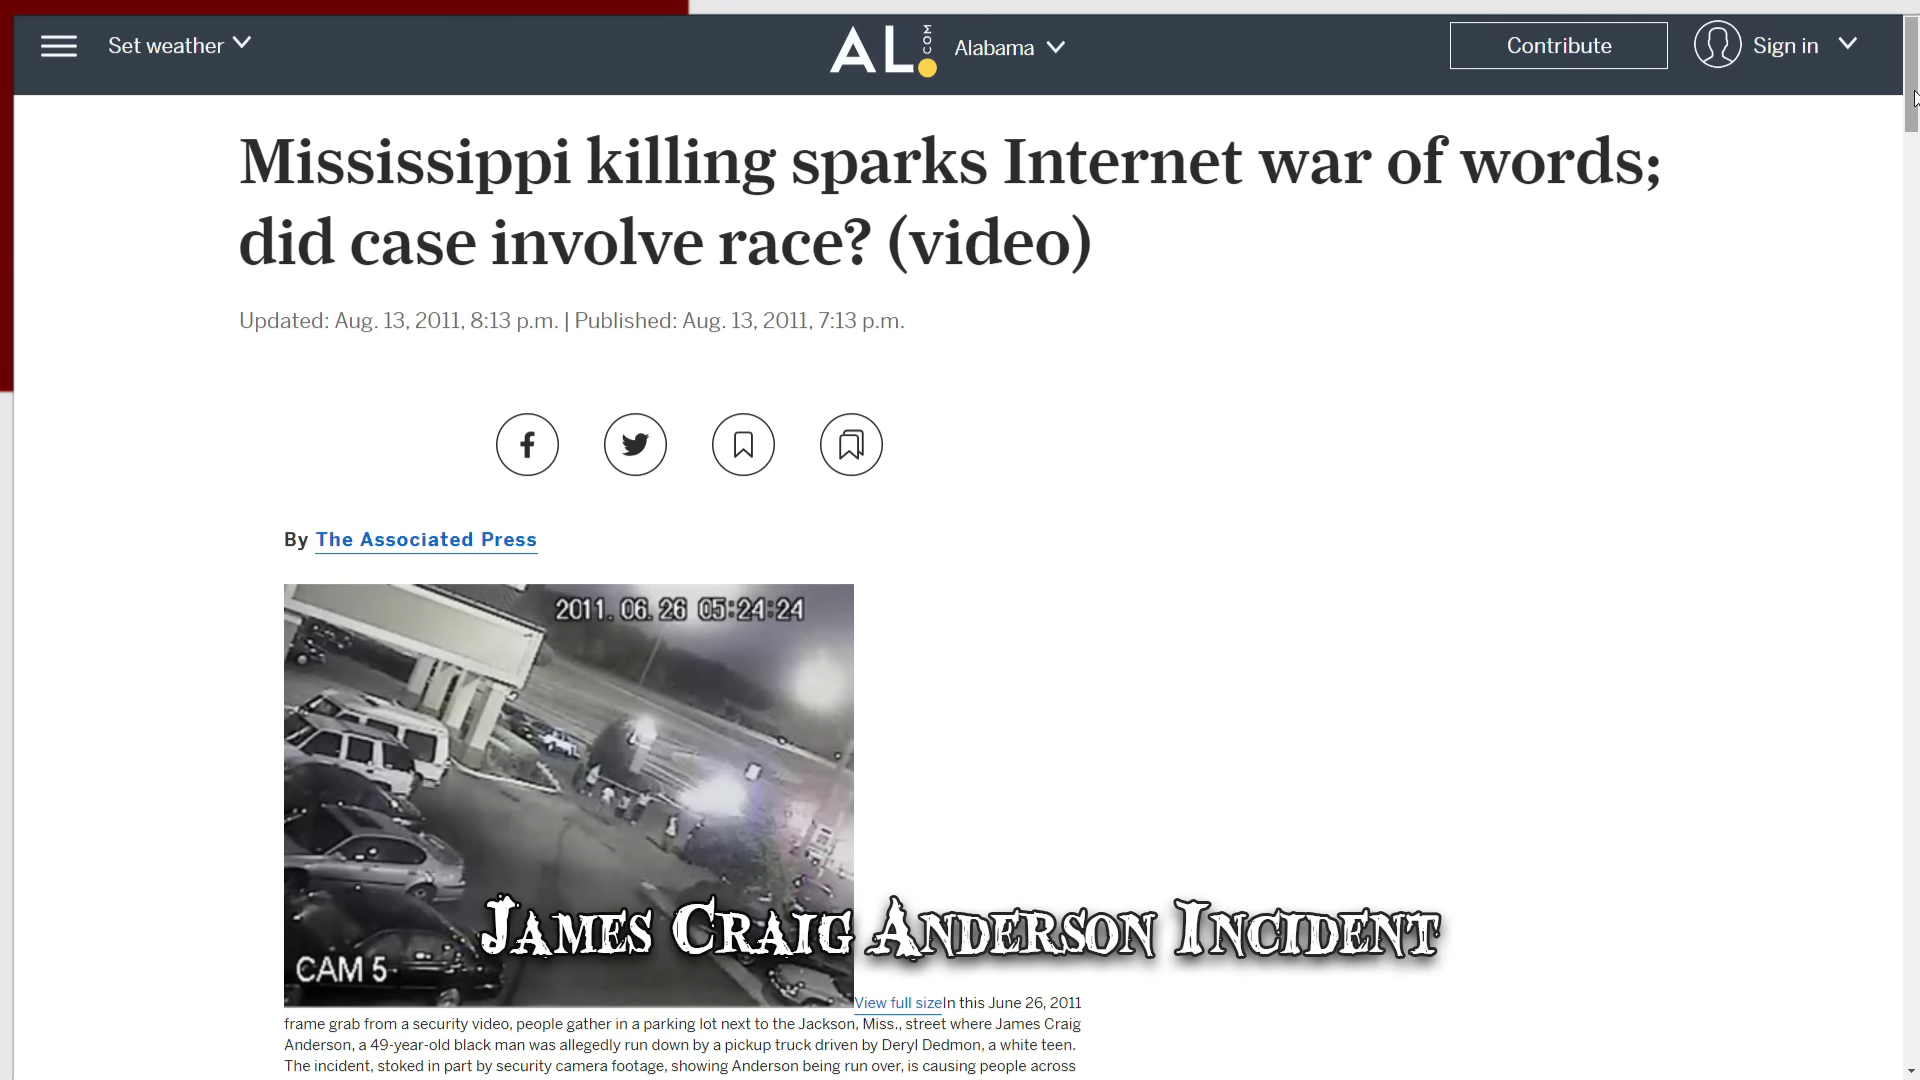 Set weather
AL.COM
Alabama
Contribute
Sign in
Mississippi killing sparks Internet war of words;
did case involve race? (video)
Updated: Aug. 13, 2011, 8:13 p.m. | Published: Aug. 13, 2011, 7:13 p.m.
By The Associated Press
2011. 06. 26 05:24:24
CAM 5
James Craig Anderson Incident
View full sizeIn this June 26, 2011
frame grab from a security video, people gather in a parking lot next to the Jackson, Miss., street where James Craig
Anderson, a 49-year-old black man was allegedly run down by a pickup truck driven by Deryl Dedmon, a white teen.
The incident, stoked in part by security camera footage, showing Anderson being run over, is causing people across